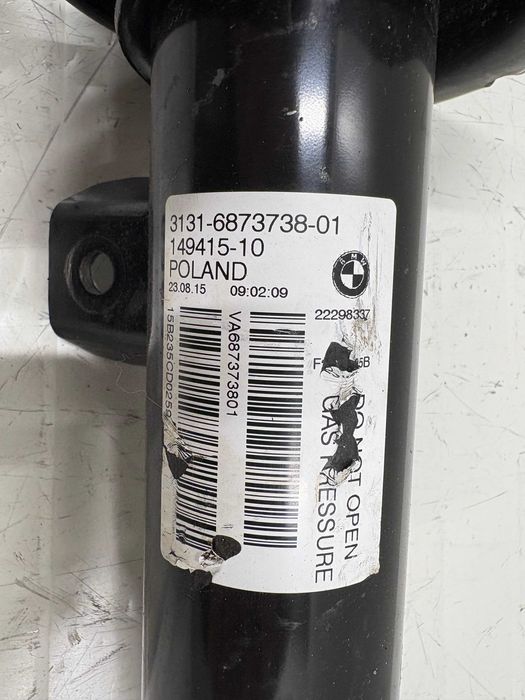 3131-6873738-01
149415-10
POLAND
23.08.15 09:02:09
BMW
22298337
VA687373801
DO NOT OPEN
GAS PRESSURE